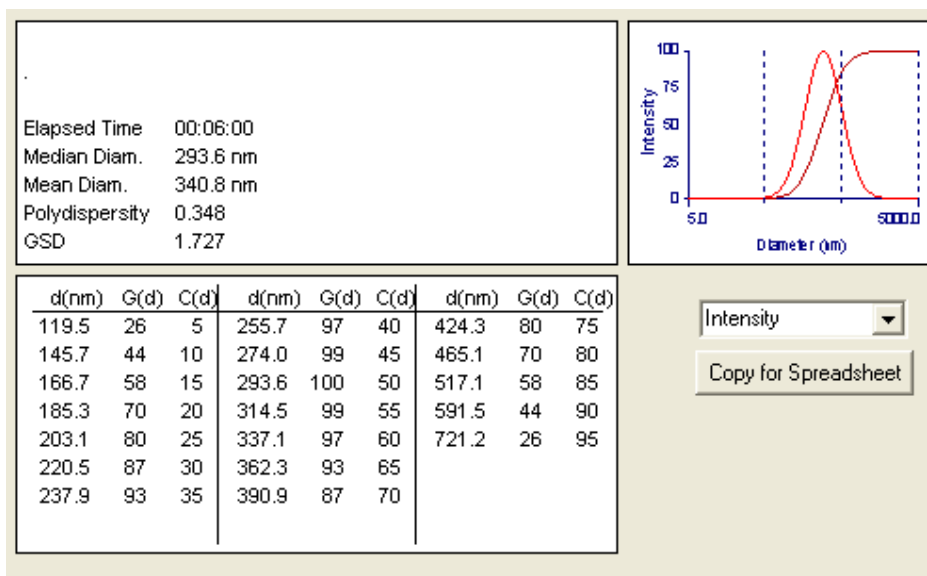 .
Elapsed Time 00:06:00
Median Diam. 293.6 nm
Mean Diam. 340.8 nm
Polydispersity 0.348
GSD 1.727
100
75
50
25
0
Intensity
5.0 5000.0
Diameter (nm)
d(nm) G(d) C(d) d(nm) G(d) C(d) d(nm) G(d) C(d)
119.5 26 5 255.7 97 40 424.3 80 75
145.7 44 10 274.0 99 45 465.1 70 80
166.7 58 15 293.6 100 50 517.1 58 85
185.3 70 20 314.5 99 55 591.5 44 90
203.1 80 25 337.1 97 60 721.2 26 95
220.5 87 30 362.3 93 65
237.9 93 35 390.9 87 70
Intensity
Copy for Spreadsheet